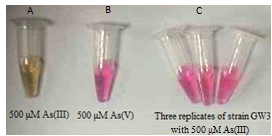 A
B
C
500 µM As(III)
500 µM As(V)
Three replicates of strain GW3
with 500 µM As(III)